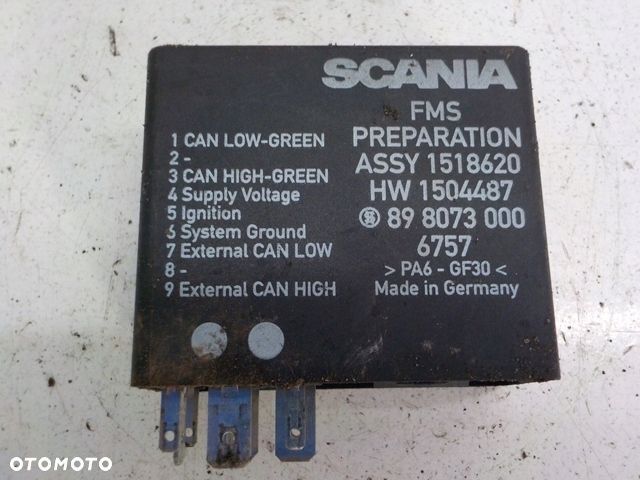 SCANIA
FMS
PREPARATION
ASSY 1518620
HW 1504487
89 8073 000
6757
> PA6 - GF30 <
Made in Germany
1 CAN LOW-GREEN
2 -
3 CAN HIGH-GREEN
4 Supply Voltage
5 Ignition
6 System Ground
7 External CAN LOW
8 -
9 External CAN HIGH
OTOMOTO